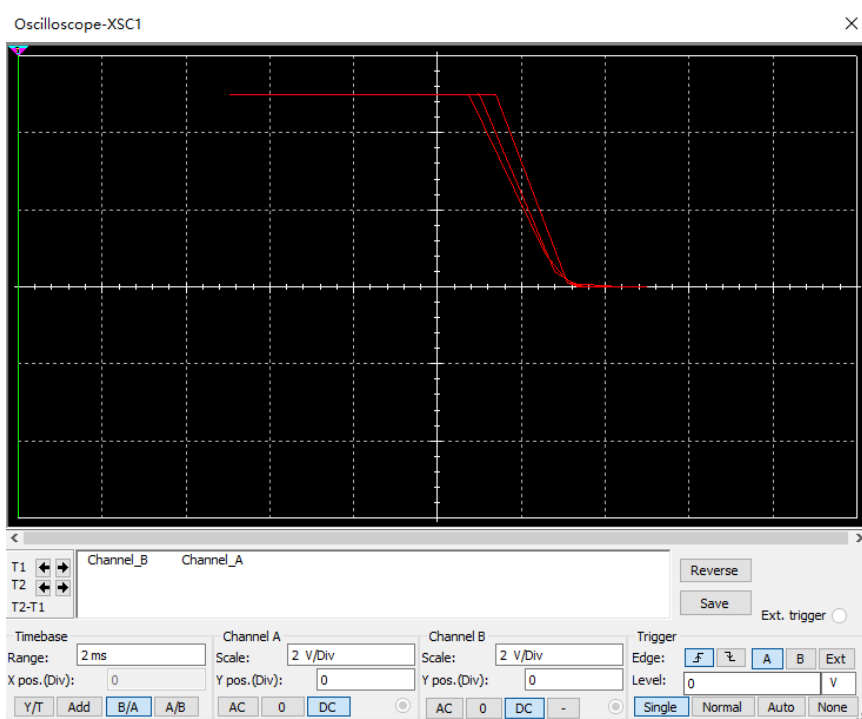 Oscilloscope-XSC1
T1
T2
T2-T1
Channel_B Channel_A
Reverse
Save
Ext. trigger
Timebase
Range: 2 ms
X pos.(Div): 0
Y/T Add B/A A/B
Channel A
Scale: 2 V/Div
Y pos.(Div): 0
AC 0 DC
Channel B
Scale: 2 V/Div
Y pos.(Div): 0
AC 0 DC -
Trigger
Edge: A B Ext
Level: 0 V
Single Normal Auto None